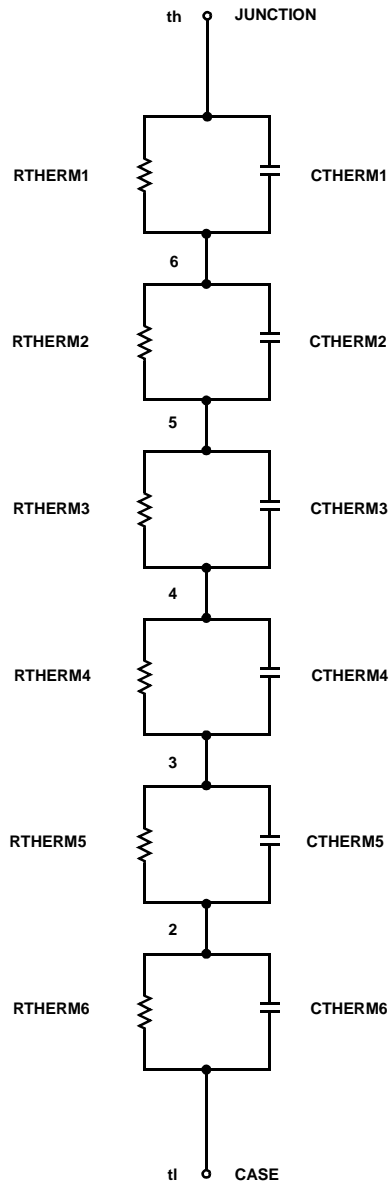 th JUNCTION
RTHERM1 CTHERM1
6
RTHERM2 CTHERM2
5
RTHERM3 CTHERM3
4
RTHERM4 CTHERM4
3
RTHERM5 CTHERM5
2
RTHERM6 CTHERM6
tl CASE